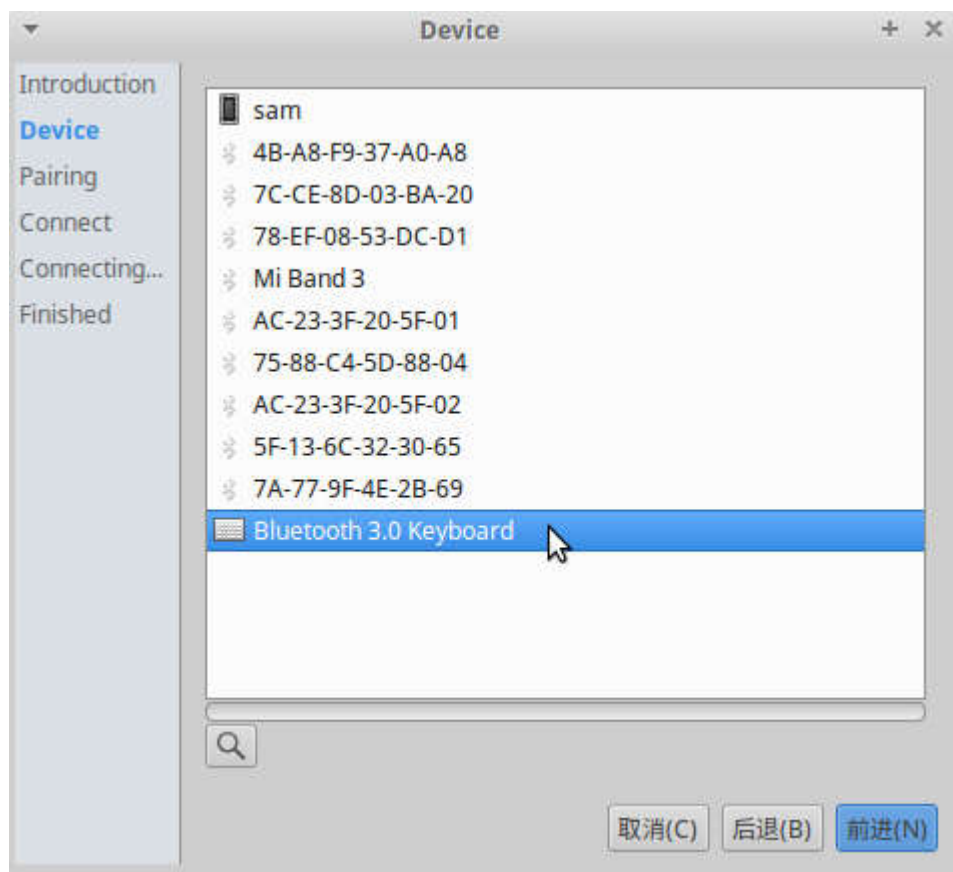 Device
Introduction
Device
Pairing
Connect
Connecting...
Finished
sam
4B-A8-F9-37-A0-A8
7C-CE-8D-03-BA-20
78-EF-08-53-DC-D1
Mi Band 3
AC-23-3F-20-5F-01
75-88-C4-5D-88-04
AC-23-3F-20-5F-02
5F-13-6C-32-30-65
7A-77-9F-4E-2B-69
Bluetooth 3.0 Keyboard
取消(C) 后退(B) 前进(N)